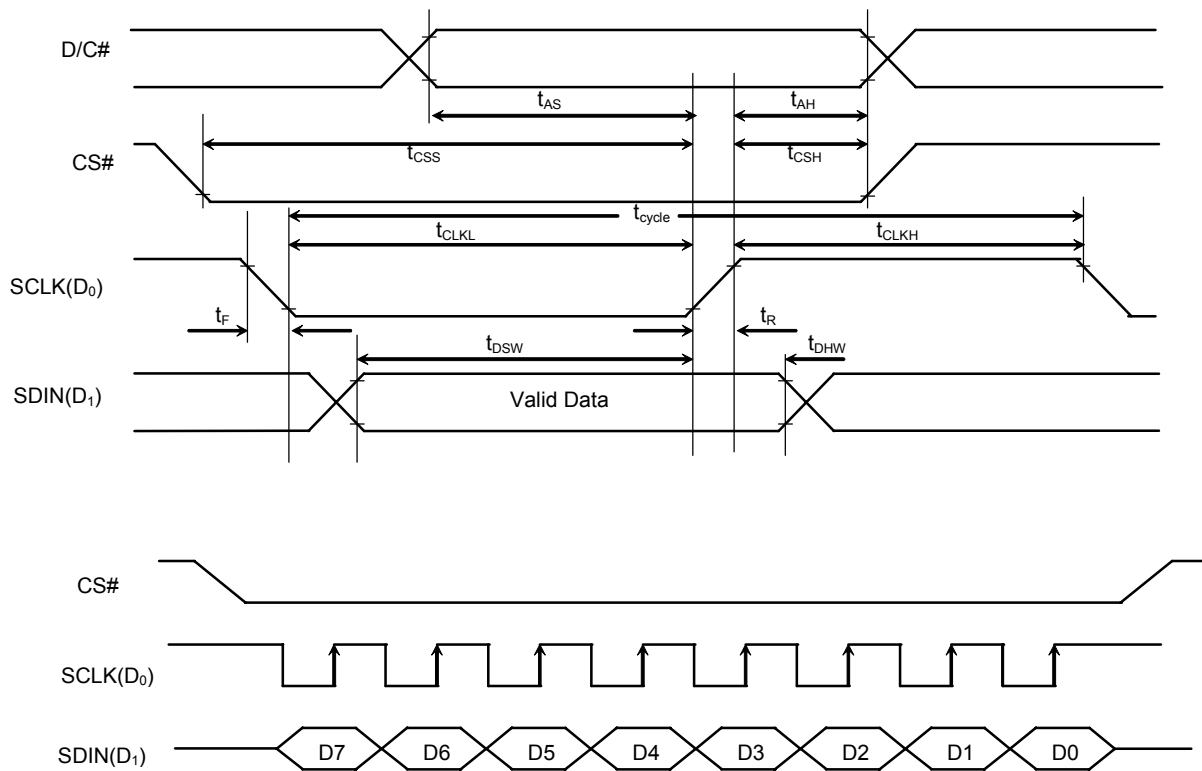 D/C#
tAS
tAH
CS#
tCSS
tCSH
tcycle
tCLKL
tCLKH
SCLK(D0)
tF
tR
tDSW
tDHW
SDIN(D1)
Valid Data
CS#
SCLK(D0)
SDIN(D1)
D7 D6 D5 D4 D3 D2 D1 D0